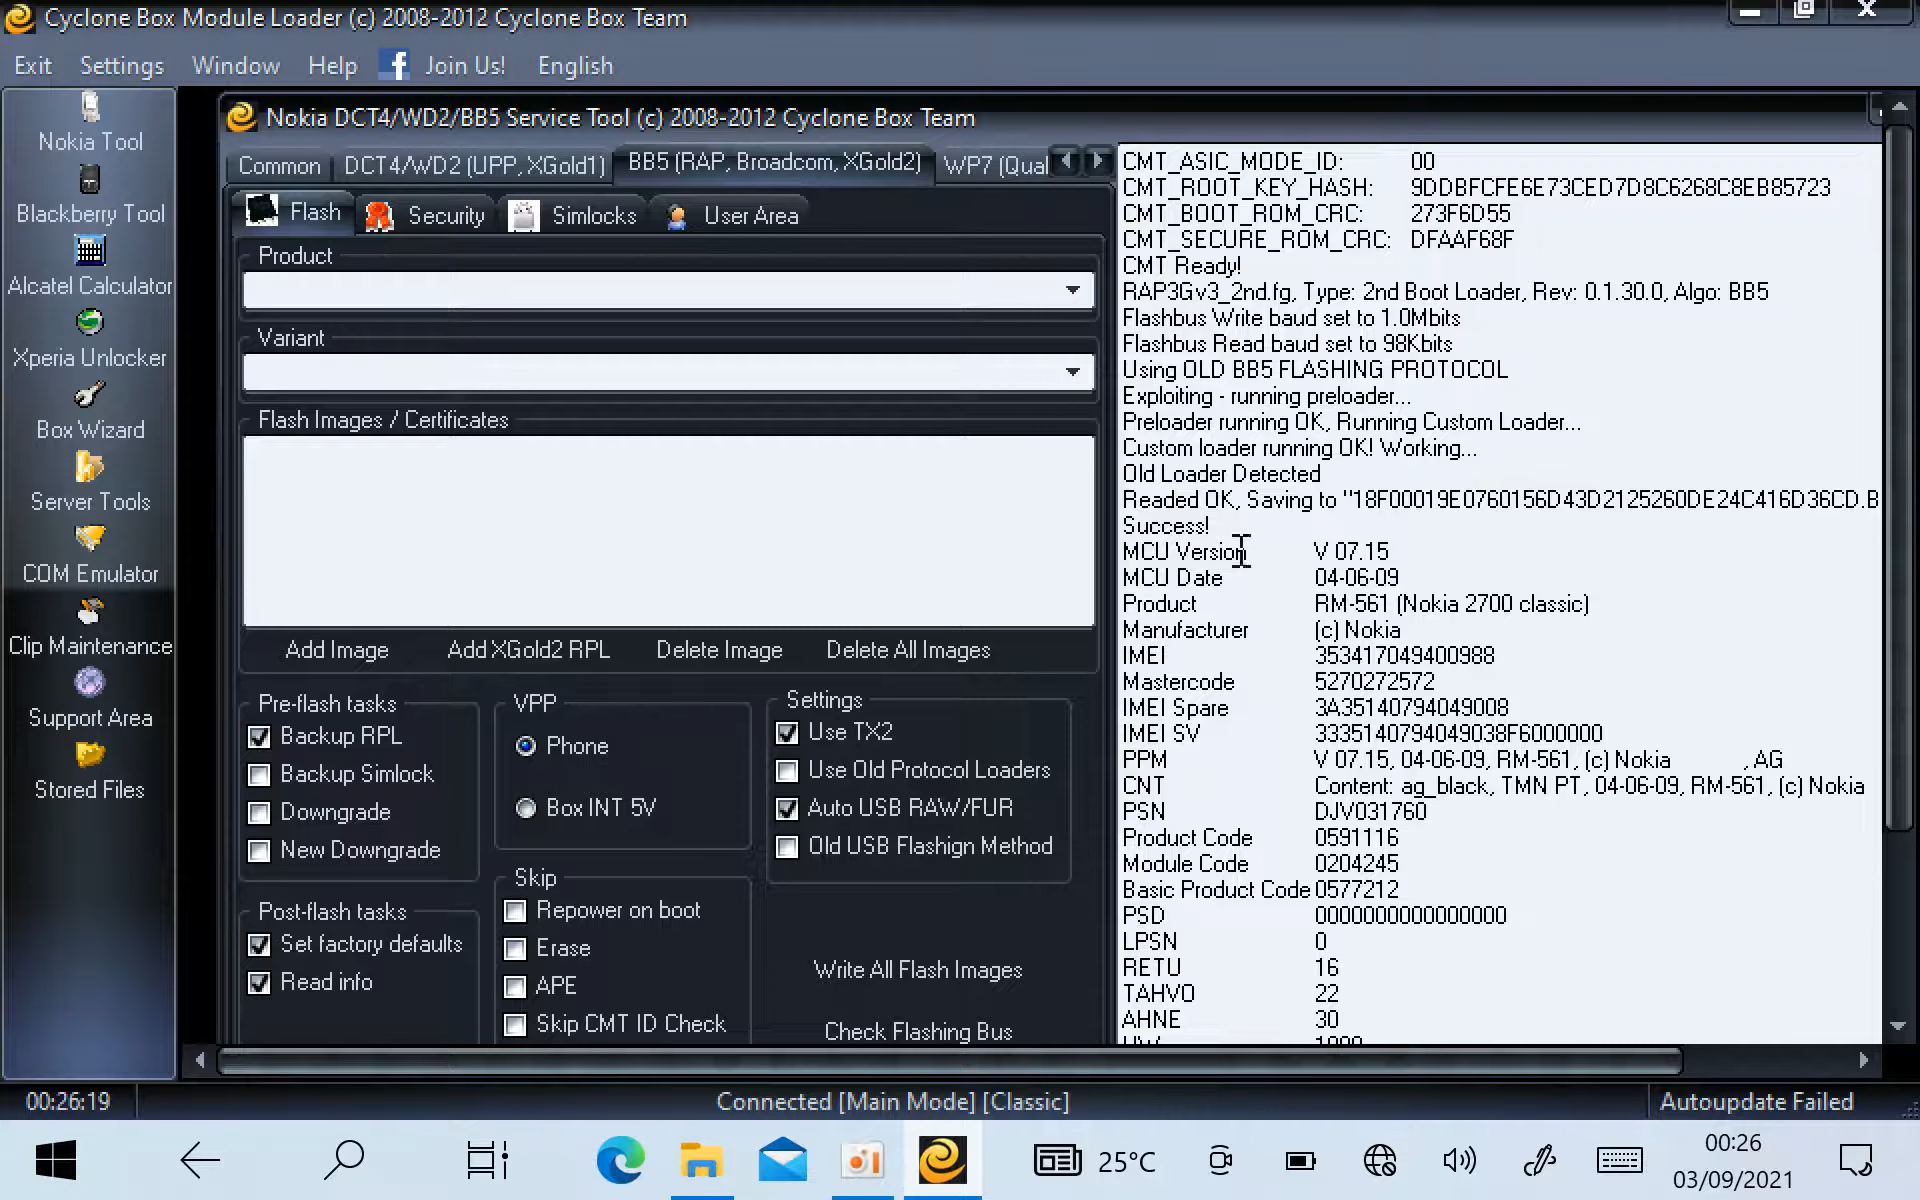 Cyclone Box Module Loader (c) 2008-2012 Cyclone Box Team
Exit Settings Window Help Join Us! English
Nokia Tool
Blackberry Tool
Alcatel Calculator
Xperia Unlocker
Box Wizard
Server Tools
COM Emulator
Clip Maintenance
Support Area
Stored Files
Nokia DCT4/WD2/BB5 Service Tool (c) 2008-2012 Cyclone Box Team
Common DCT4/WD2 (UPP, XGold1) BB5 (RAP, Broadcom, XGold2) WP7 (Qual
Flash Security Simlocks User Area
Product
Variant
Flash Images / Certificates
Add Image Add XGold2 RPL Delete Image Delete All Images
Pre-flash tasks
Backup RPL
Backup Simlock
Downgrade
New Downgrade
Post-flash tasks
Set factory defaults
Read info
VPP
Phone
Box INT 5V
Skip
Repower on boot
Erase
APE
Skip CMT ID Check
Settings
Use TX2
Use Old Protocol Loaders
Auto USB RAW/FUR
Old USB Flashign Method
Write All Flash Images
Check Flashing Bus
CMT_ASIC_MODE_ID: 00
CMT_ROOT_KEY_HASH: 9DDBFCFE6E73CED7D8C6268C8EB85723
CMT_BOOT_ROM_CRC: 273F6D55
CMT_SECURE_ROM_CRC: DFAAF68F
CMT Ready!
RAP3Gv3_2nd.fg, Type: 2nd Boot Loader, Rev: 0.1.30.0, Algo: BB5
Flashbus Write baud set to 1.0Mbits
Flashbus Read baud set to 98Kbits
Using OLD BB5 FLASHING PROTOCOL
Exploiting - running preloader...
Preloader running OK, Running Custom Loader...
Custom loader running OK! Working...
Old Loader Detected
Readed OK, Saving to "18F00019E0760156D43D2125260DE24C416D36CD.B
Success!
MCU Version V 07.15
MCU Date 04-06-09
Product RM-561 (Nokia 2700 classic)
Manufacturer (c) Nokia
IMEI 353417049400988
Mastercode 5270272572
IMEI Spare 3A35140794049008
IMEI SV 3335140794049038F6000000
PPM V 07.15, 04-06-09, RM-561, (c) Nokia , AG
CNT Content: ag_black, TMN PT, 04-06-09, RM-561, (c) Nokia
PSN DJV031760
Product Code 0591116
Module Code 0204245
Basic Product Code 0577212
PSD 0000000000000000
LPSN 0
RETU 16
TAHVO 22
AHNE 30
00:26:19 Connected [Main Mode] [Classic] Autoupdate Failed
25°C
00:26
03/09/2021